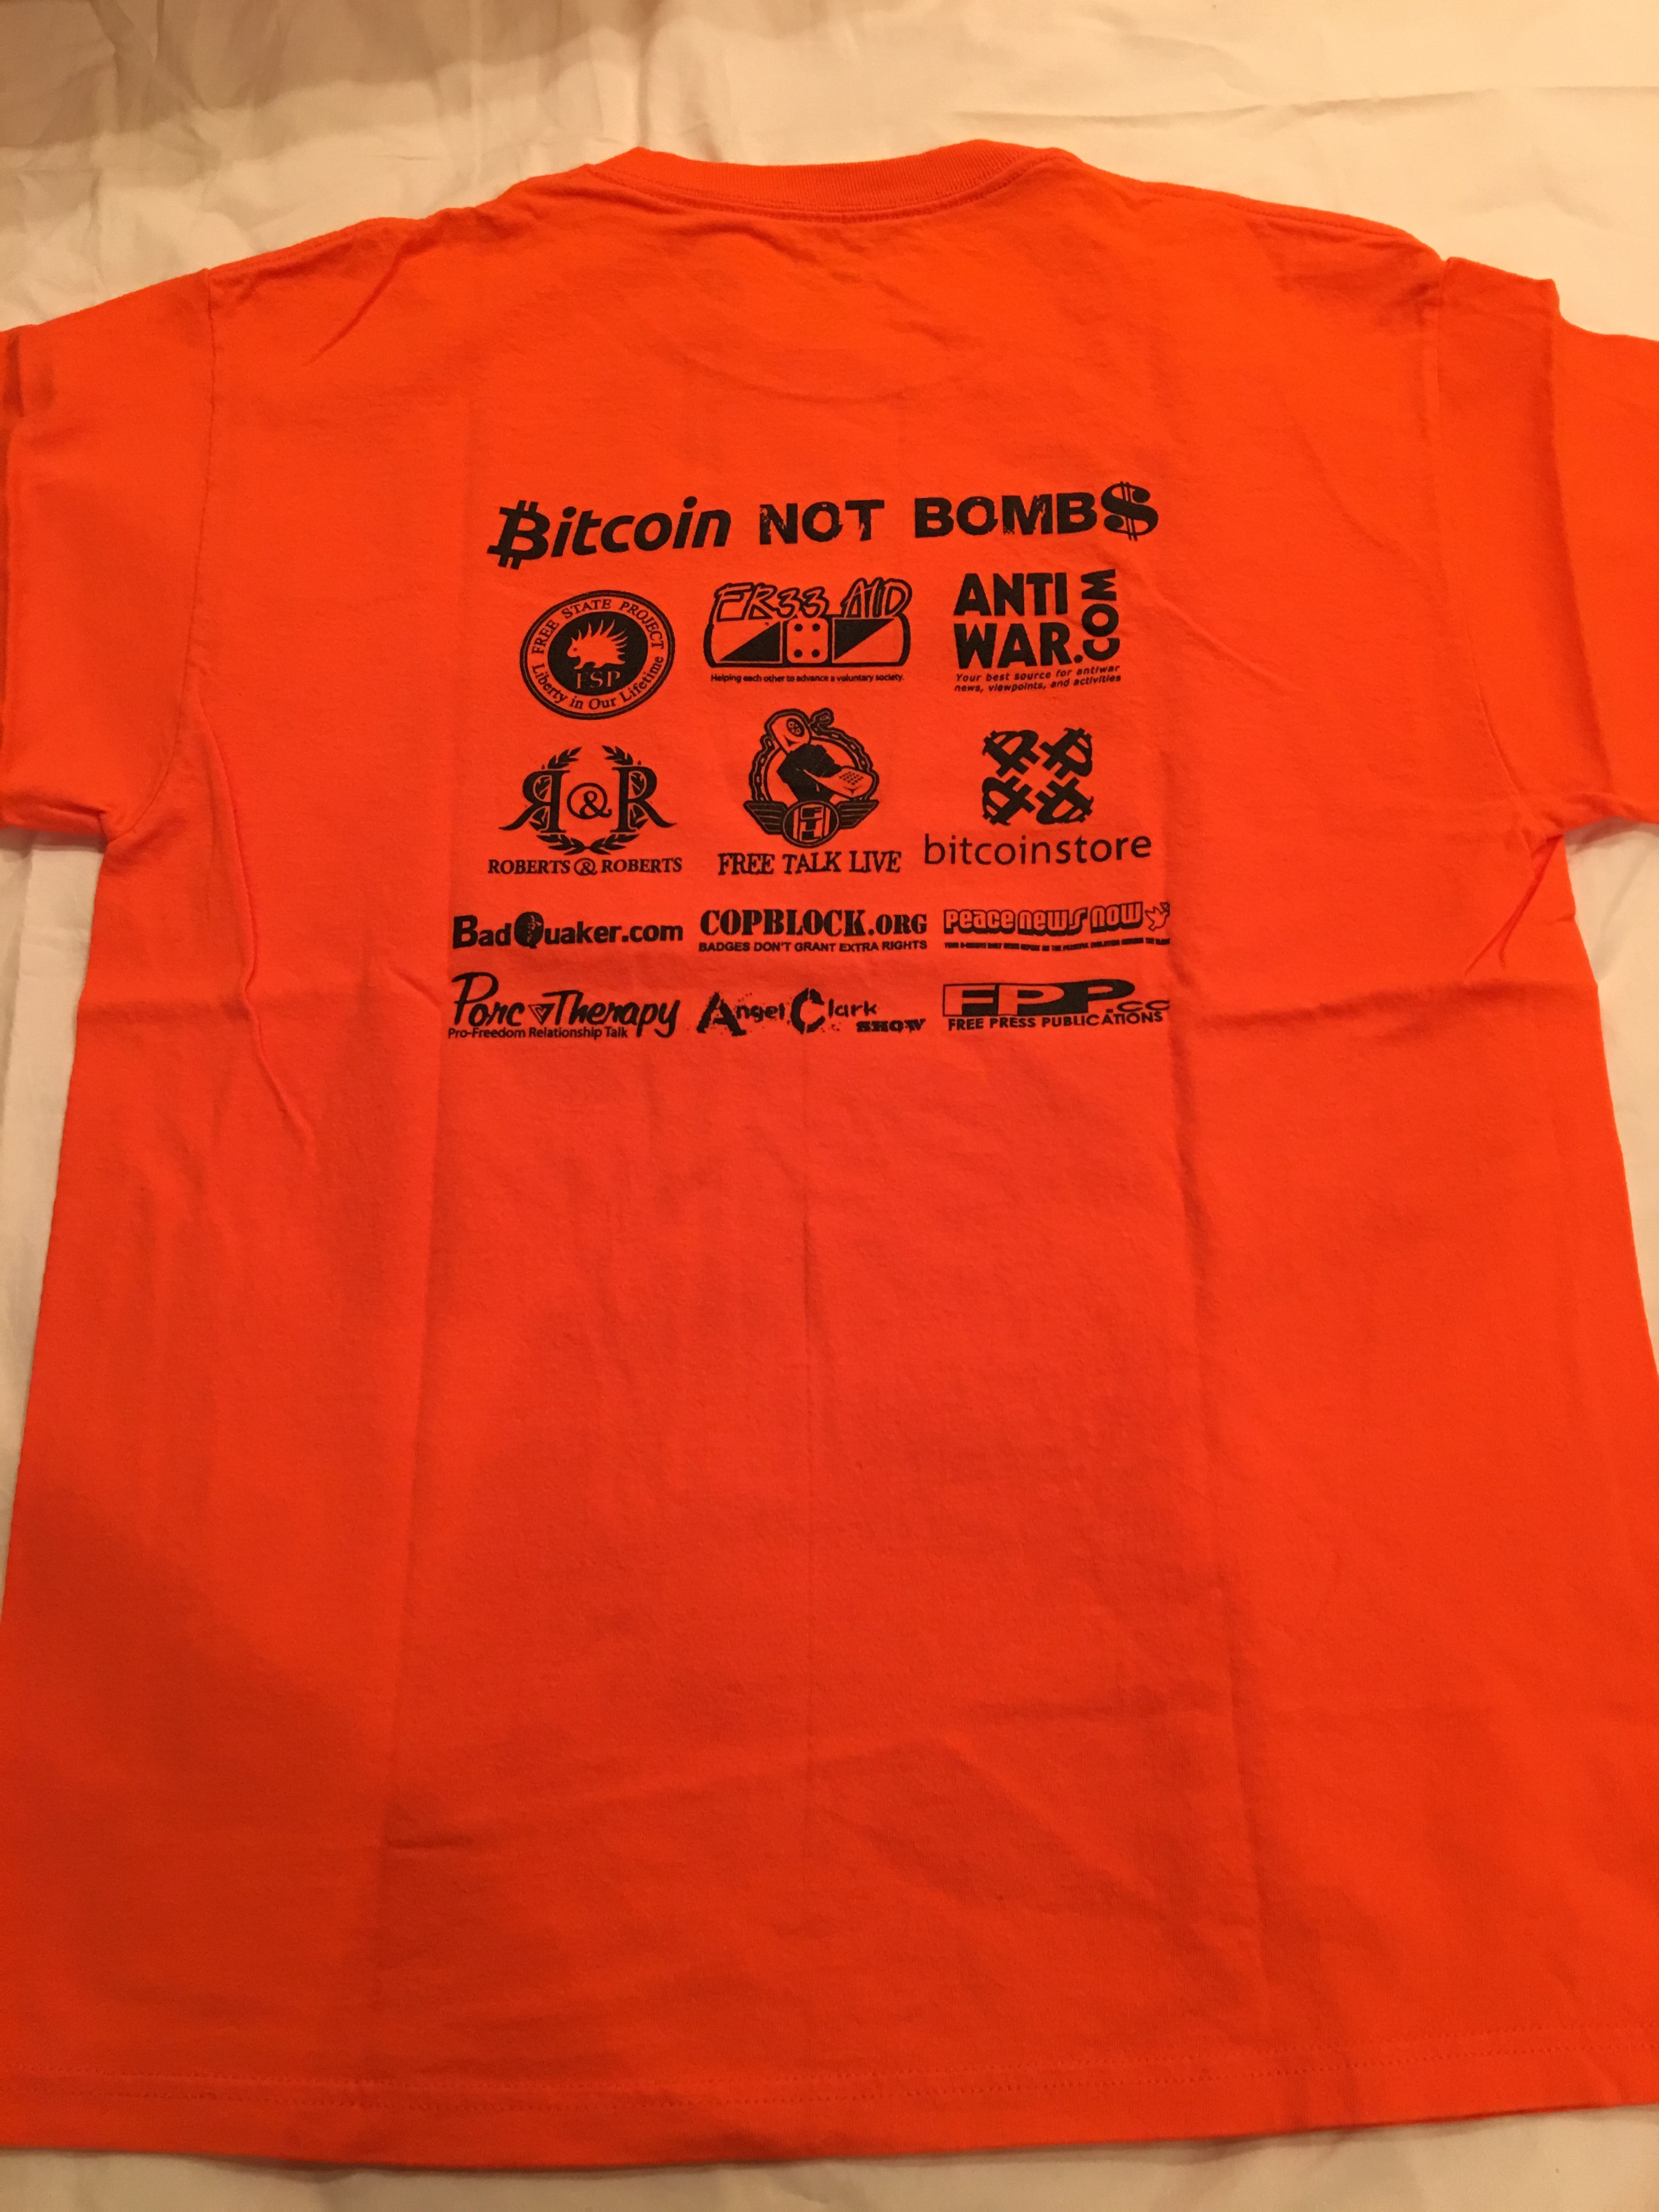 Bitcoin NOT BOMB$
FREE STATE PROJECT
FSP
Liberty in Our Lifetime
FR33 AID
Helping each other to advance a voluntary society.
ANTI
WAR.COM
Your best source for antiwar
news, viewpoints, and activities
R&R
ROBERTS & ROBERTS
FTL
FREE TALK LIVE
bitcoinstore
BadQuaker.com
COPBLOCK.ORG
BADGES DON'T GRANT EXTRA RIGHTS
Peace news now
Porc Therapy
Pro-Freedom Relationship Talk
Angel Clark
SHOW
FPP.cc
FREE PRESS PUBLICATIONS